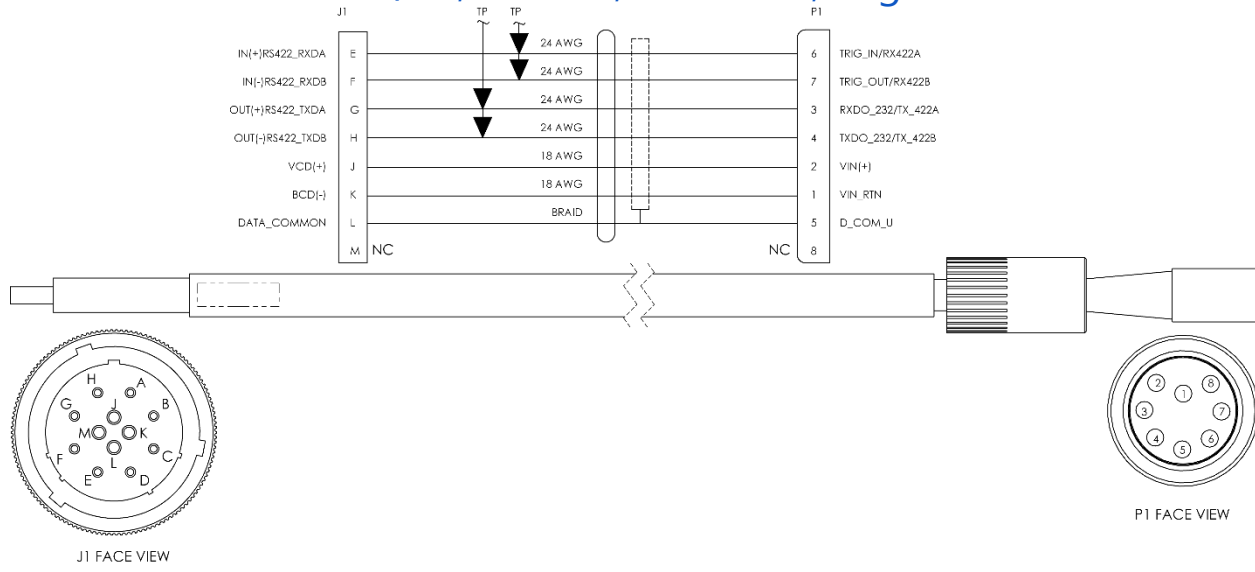 J1 TP TP P1
IN(+)RS422_RXDA E 24 AWG 6 TRIG_IN/RX422A
IN(-)RS422_RXDB F 24 AWG 7 TRIG_OUT/RX422B
OUT(+)RS422_TXDA G 24 AWG 3 RXDO_232/TX_422A
OUT(-)RS422_TXDB H 24 AWG 4 TXDO_232/TX_422B
VCD(+) J 18 AWG 2 VIN(+)
BCD(-) K 18 AWG 1 VIN_RTN
DATA_COMMON L BRAID 5 D_COM_U
M NC NC 8
H A
G J B
M K
F L C
E D
J1 FACE VIEW
2 1 8
3 7
4 5 6
P1 FACE VIEW